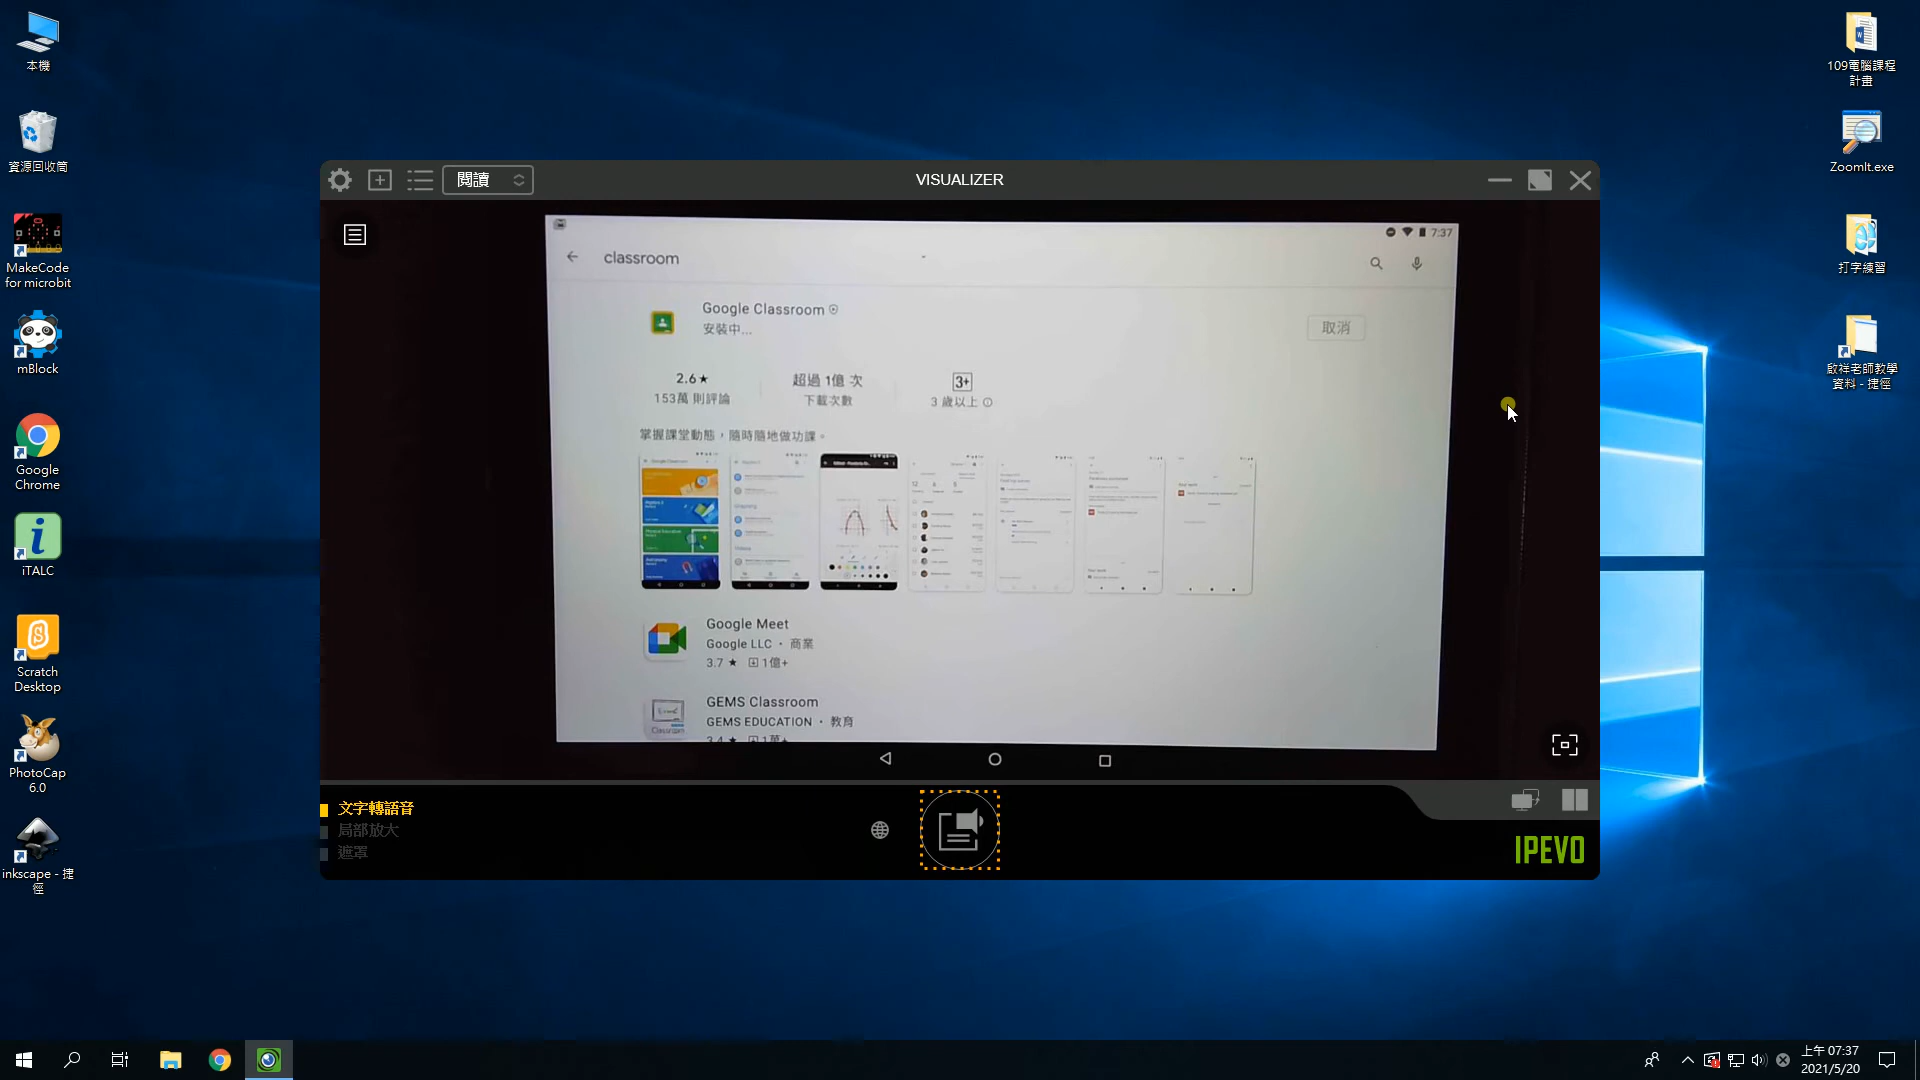 本機
資源回收筒
MakeCode
for microbit
mBlock
Google
Chrome
iTALC
Scratch
Desktop
PhotoCap
6.0
inkscape - 捷
徑
109電腦課程
計畫
ZoomIt.exe
打字練習
啟祥老師教學
資料 - 捷徑
閱讀
VISUALIZER
7:37
classroom
Google Classroom
安裝中...
取消
2.6★
153萬 則評論
超過 1億 次
下載次數
3+
3 歲以上
掌握課堂動態，隨時隨地做功課。
Google Meet
Google LLC · 商業
3.7 ★ 1億+
GEMS Classroom
GEMS EDUCATION · 教育
3.4 ★ 1萬+
文字轉語音
局部放大
遮罩
IPEVO
上午 07:37
2021/5/20